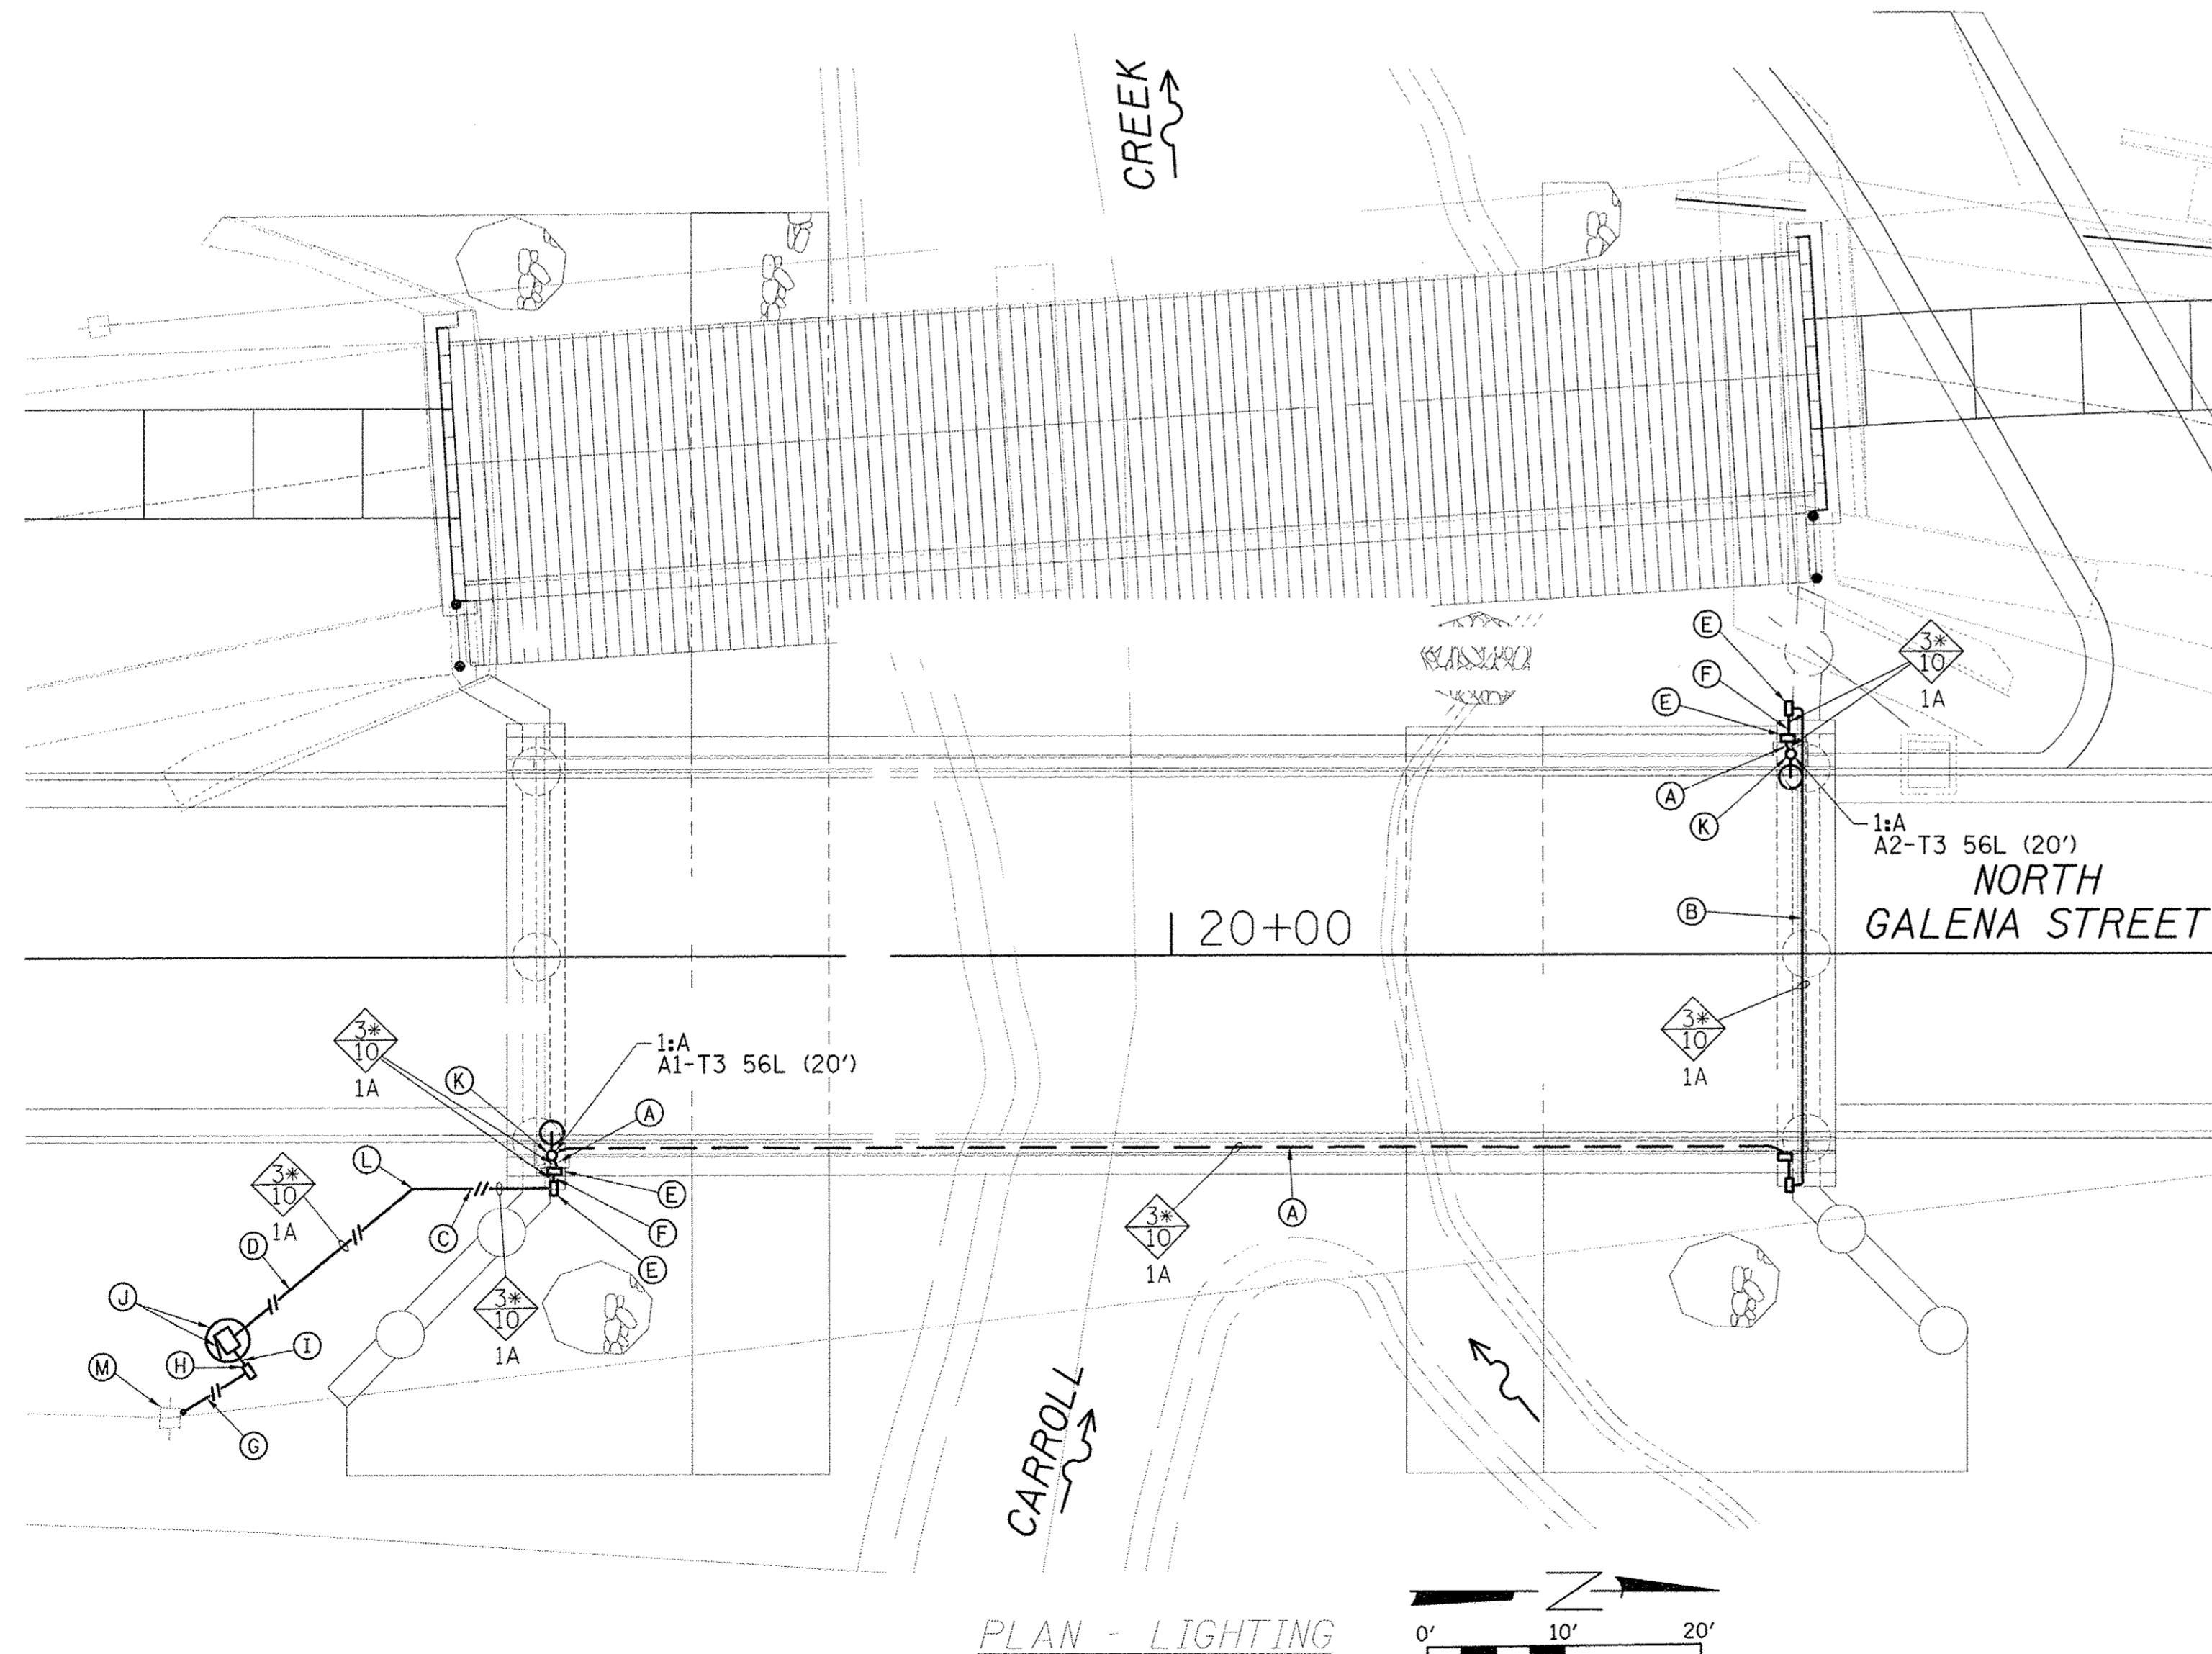 CREEK
E
3*
10
1A
F
E
A
K
1:A
A2-T3 56L (20')
NORTH
GALENA STREET
B
20+00
3*
10
1A
3*
10
1A
1:A
A1-T3 56L (20')
K
A
L
3*
10
1A
E
C
F
D
E
3*
10
1A
A
3*
10
1A
J
I
H
M
G
CARROLL
Z
PLAN - LIGHTING
0' 10' 20'